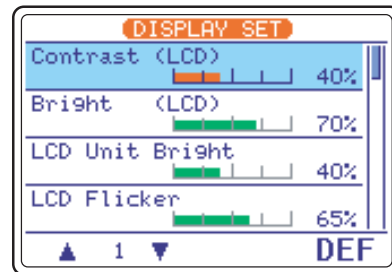 DISPLAY SET
Contrast (LCD)
40%
Bright (LCD)
70%
LCD Unit Bright
40%
LCD Flicker
65%
▲ 1 ▼ DEF